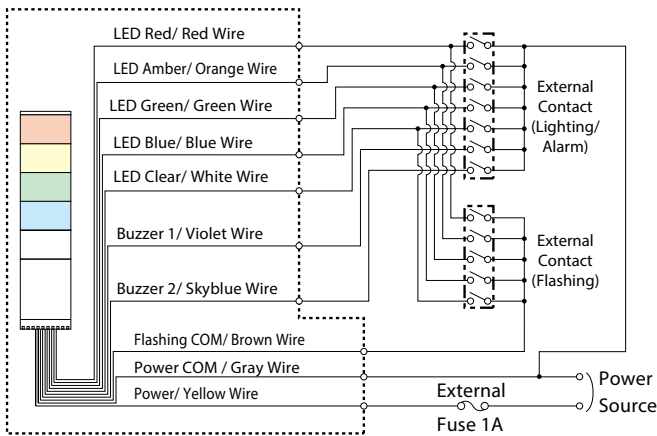 LED Red/ Red Wire
LED Amber/ Orange Wire
LED Green/ Green Wire
LED Blue/ Blue Wire
LED Clear/ White Wire
Buzzer 1/ Violet Wire
Buzzer 2/ Skyblue Wire
Flashing COM/ Brown Wire
Power COM / Gray Wire
Power/ Yellow Wire
External
Contact
(Lighting/
Alarm)
External
Contact
(Flashing)
External
Fuse 1A
Power
Source